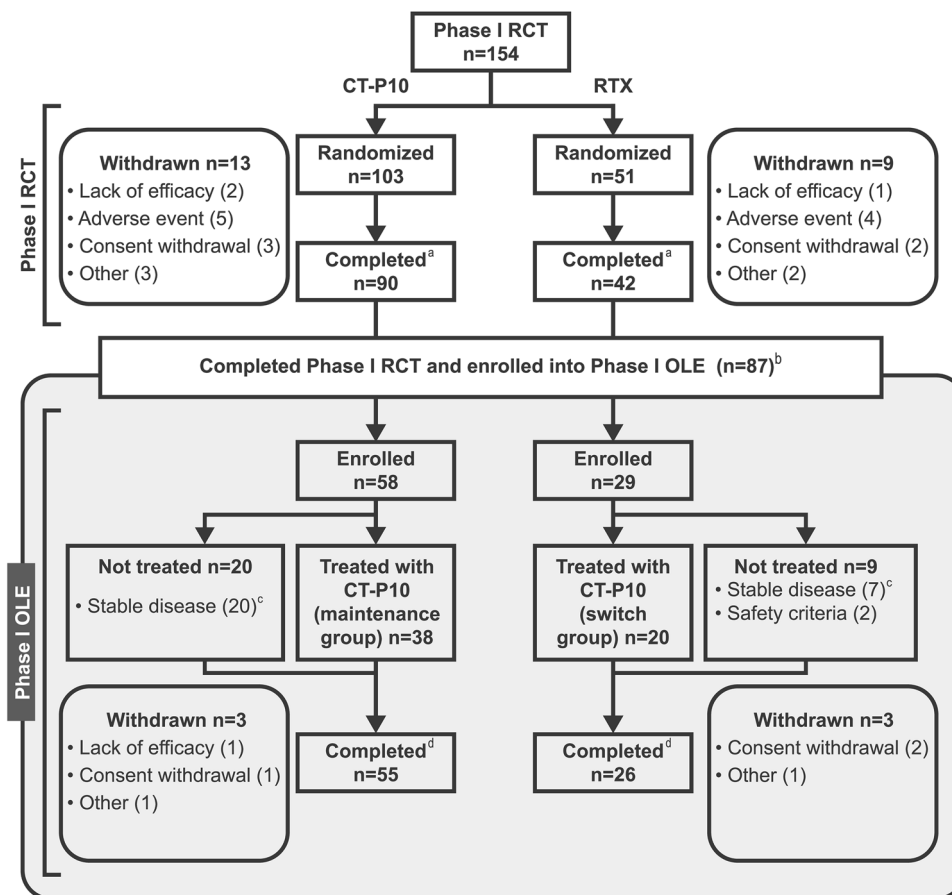 Phase I RCT
n=154
CT-P10
RTX
Phase I RCT
Withdrawn n=13
• Lack of efficacy (2)
• Adverse event (5)
• Consent withdrawal (3)
• Other (3)
Randomized
n=103
Randomized
n=51
Withdrawn n=9
• Lack of efficacy (1)
• Adverse event (4)
• Consent withdrawal (2)
• Other (2)
Completedᵃ
n=90
Completedᵃ
n=42
Completed Phase I RCT and enrolled into Phase I OLE (n=87)ᵇ
Phase I OLE
Enrolled
n=58
Enrolled
n=29
Not treated n=20
• Stable disease (20)ᶜ
Treated with
CT-P10
(maintenance
group) n=38
Treated with
CT-P10
(switch
group) n=20
Not treated n=9
• Stable disease (7)ᶜ
• Safety criteria (2)
Withdrawn n=3
• Lack of efficacy (1)
• Consent withdrawal (1)
• Other (1)
Completedᵈ
n=55
Completedᵈ
n=26
Withdrawn n=3
• Consent withdrawal (2)
• Other (1)